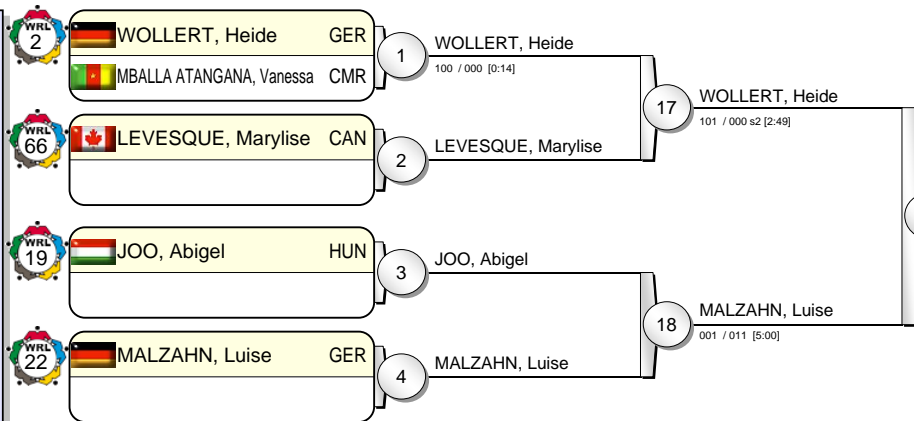 WRL
2
WOLLERT, Heide GER
MBALLA ATANGANA, Vanessa CMR
1
WOLLERT, Heide
100 / 000 [0:14]
WRL
66
LEVESQUE, Marylise CAN
2
LEVESQUE, Marylise
17
WOLLERT, Heide
101 / 000 s2 [2:49]
WRL
19
JOO, Abigel HUN
3
JOO, Abigel
WRL
22
MALZAHN, Luise GER
4
MALZAHN, Luise
18
MALZAHN, Luise
001 / 011 [5:00]